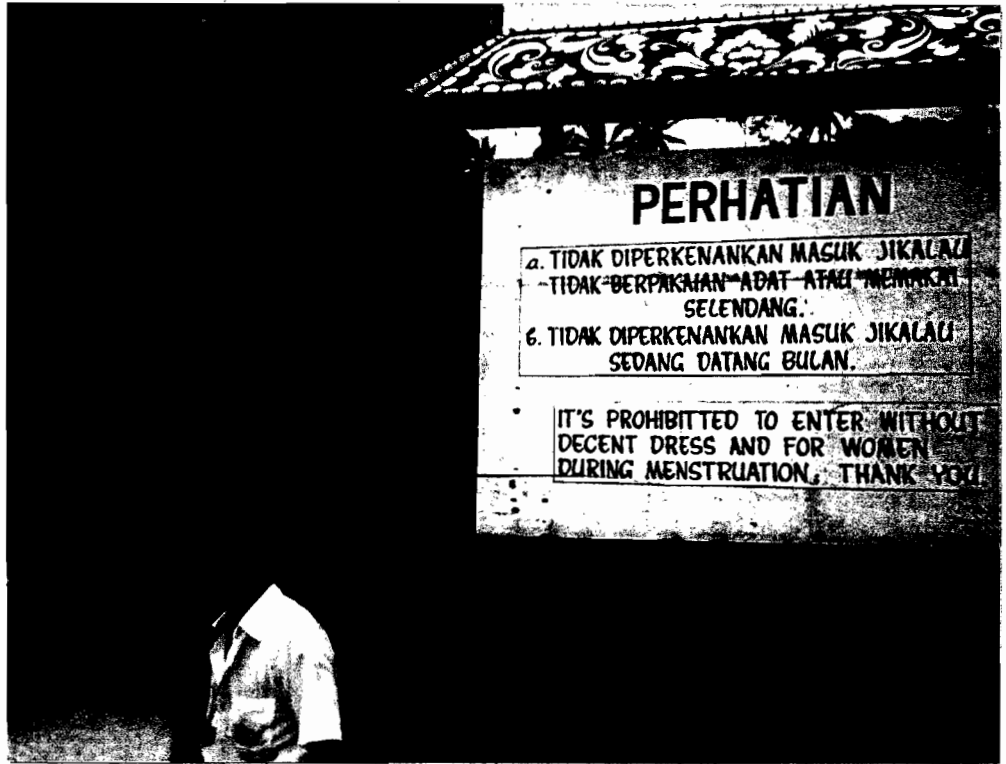 PERHATIAN
a. TIDAK DIPERKENANKAN MASUK JIKALAU
TIDAK BERPAKAIAN ADAT ATAU MEMAKAI
SELENDANG.
b. TIDAK DIPERKENANKAN MASUK JIKALAU
SEDANG DATANG BULAN.
IT'S PROHIBITTED TO ENTER WITHOUT
DECENT DRESS AND FOR WOMEN
DURING MENSTRUATION. THANK YOU